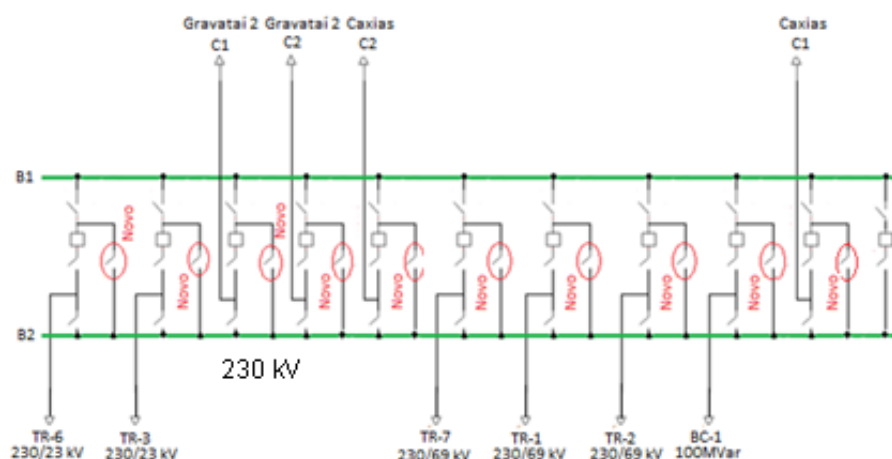 Gravatai 2 Gravatai 2 Caxias Caxias
C1 C2 C2 C1
B1
Novo Novo
Novo Novo Novo Novo Novo Novo Novo Novo
B2
230 kV
TR-6 TR-3 TR-7 TR-1 TR-2 BC-1
230/23 kV 230/23 kV 230/69 kV 230/69 kV 230/69 kV 100MVar